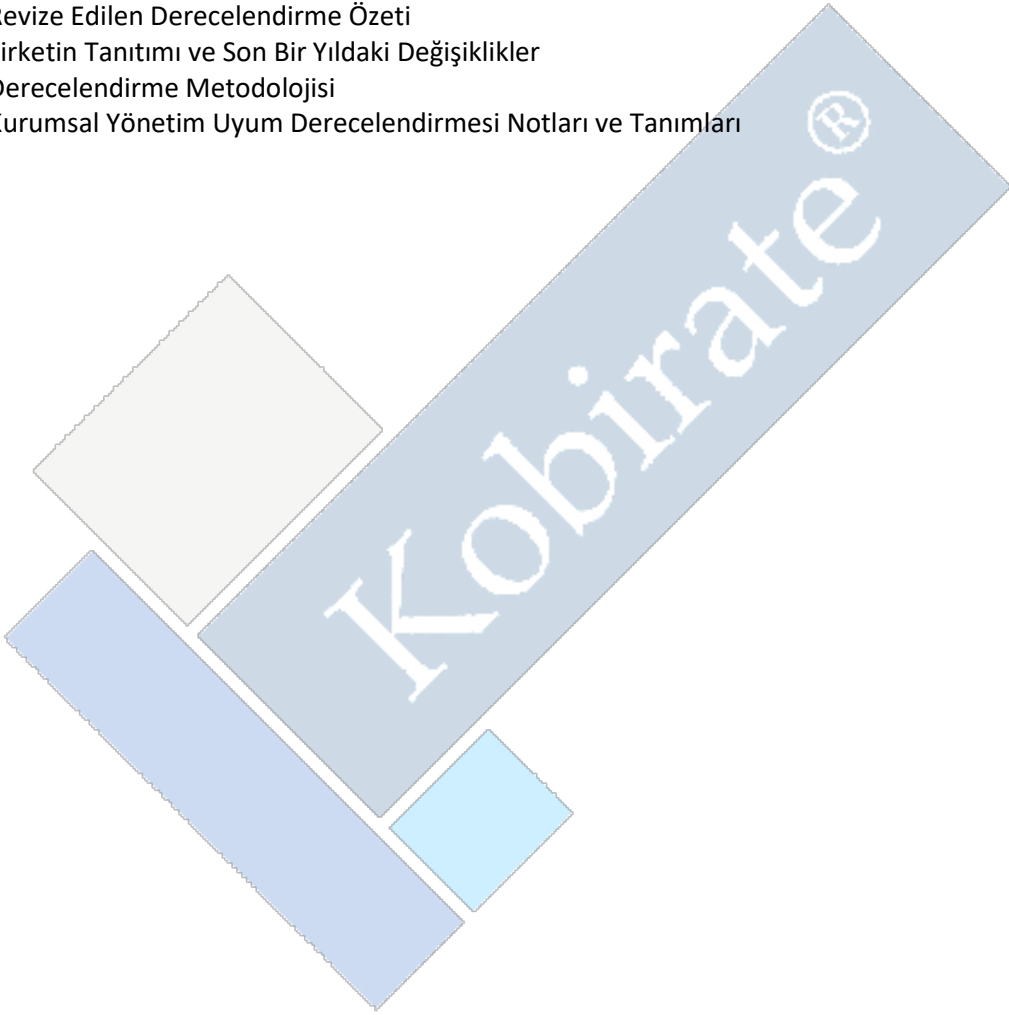 Revize Edilen Derecelendirme Özeti
Şirketin Tanıtımı ve Son Bir Yıldaki Değişiklikler
Derecelendirme Metodolojisi
Kurumsal Yönetim Uyum Derecelendirmesi Notları ve Tanımları
Kobirate®